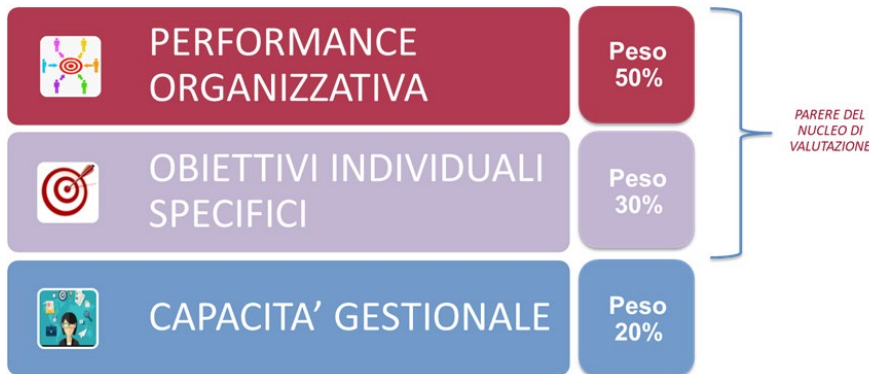 PERFORMANCE
ORGANIZZATIVA
Peso
50%
OBIETTIVI INDIVIDUALI
SPECIFICI
Peso
30%
PARERE DEL
NUCLEO DI
VALUTAZIONE
CAPACITA’ GESTIONALE
Peso
20%